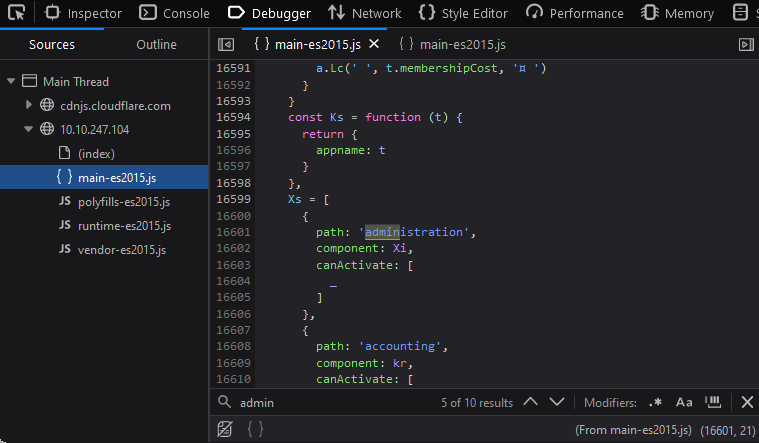 Inspector Console Debugger Network Style Editor Performance Memory S
Sources Outline
{ } main-es2015.js { } main-es2015.js
Main Thread
cdnjs.cloudflare.com
10.10.247.104
(index)
{ } main-es2015.js
JS polyfills-es2015.js
JS runtime-es2015.js
JS vendor-es2015.js
16591 a.Lc(' ', t.membershipCost, '¤ ')
16592 }
16593 }
16594 const Ks = function (t) {
16595 return {
16596 appname: t
16597 }
16598 },
16599 Xs = [
16600 {
16601 path: 'administration',
16602 component: Xi,
16603 canActivate: [
16604 _
16605 ]
16606 },
16607 {
16608 path: 'accounting',
16609 component: kr,
16610 canActivate: [
admin 5 of 10 results Modifiers: .* Aa
{ } (From main-es2015.js) (16601, 21)